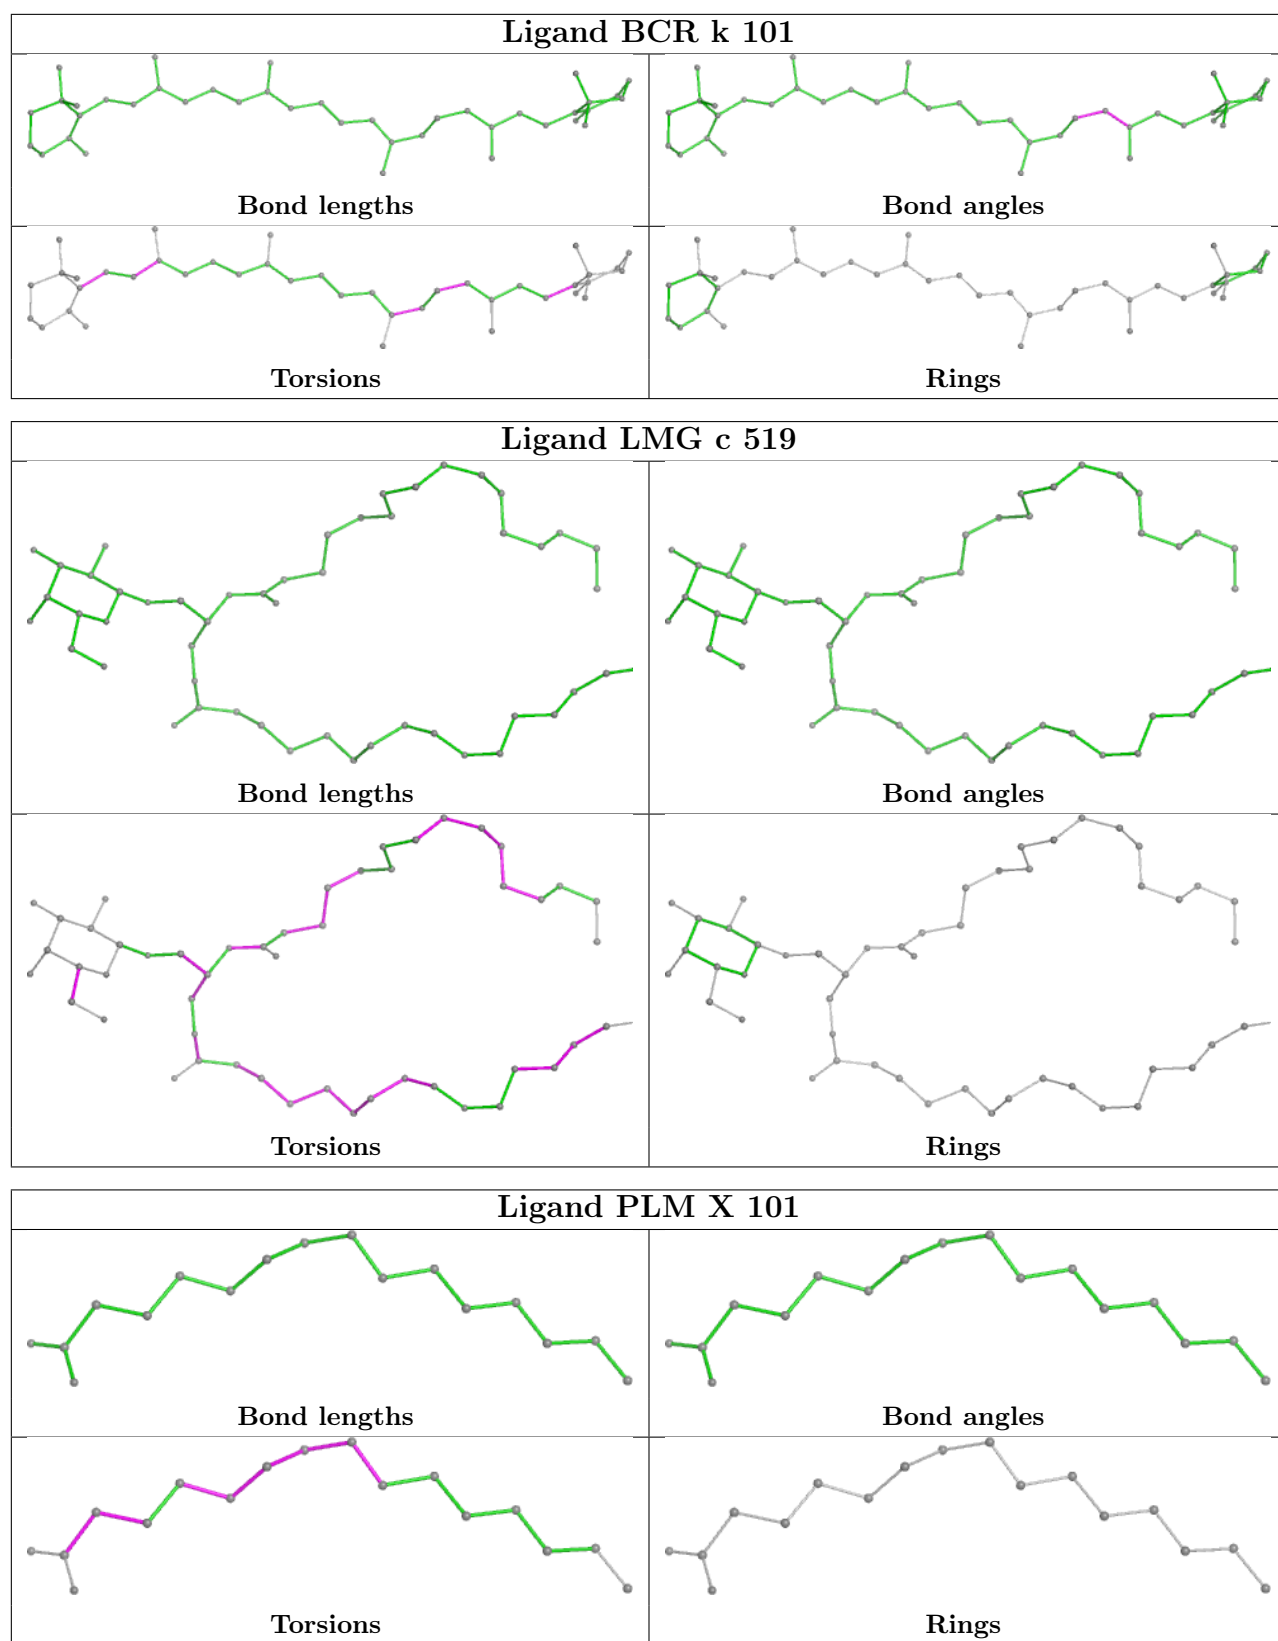 Ligand BCR k 101
Bond lengths
Bond angles
Torsions
Rings
Ligand LMG c 519
Bond lengths
Bond angles
Torsions
Rings
Ligand PLM X 101
Bond lengths
Bond angles
Torsions
Rings